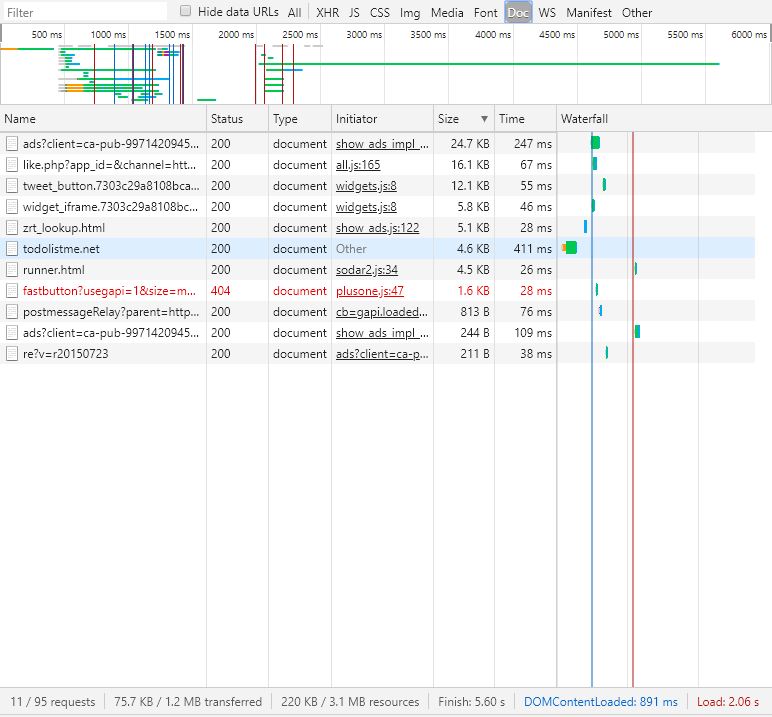 Filter Hide data URLs All XHR JS CSS Img Media Font Doc WS Manifest Other
500 ms 1000 ms 1500 ms 2000 ms 2500 ms 3000 ms 3500 ms 4000 ms 4500 ms 5000 ms 5500 ms 6000 ms
Name Status Type Initiator Size ▼ Time Waterfall
ads?client=ca-pub-9971420945... 200 document show_ads_impl_... 24.7 KB 247 ms
like.php?app_id=&channel=htt... 200 document all.js:165 16.1 KB 67 ms
tweet_button.7303c29a8108bca... 200 document widgets.js:8 12.1 KB 55 ms
widget_iframe.7303c29a8108bc... 200 document widgets.js:8 5.8 KB 46 ms
zrt_lookup.html 200 document show_ads.js:122 5.1 KB 28 ms
todolistme.net 200 document Other 4.6 KB 411 ms
runner.html 200 document sodar2.js:34 4.5 KB 26 ms
fastbutton?usegapi=1&size=m... 404 document plusone.js:47 1.6 KB 28 ms
postmessageRelay?parent=http... 200 document cb=gapi.loaded... 813 B 76 ms
ads?client=ca-pub-9971420945... 200 document show_ads_impl_... 244 B 109 ms
re?v=r20150723 200 document ads?client=ca-p... 211 B 38 ms
11 / 95 requests 75.7 KB / 1.2 MB transferred 220 KB / 3.1 MB resources Finish: 5.60 s DOMContentLoaded: 891 ms Load: 2.06 s